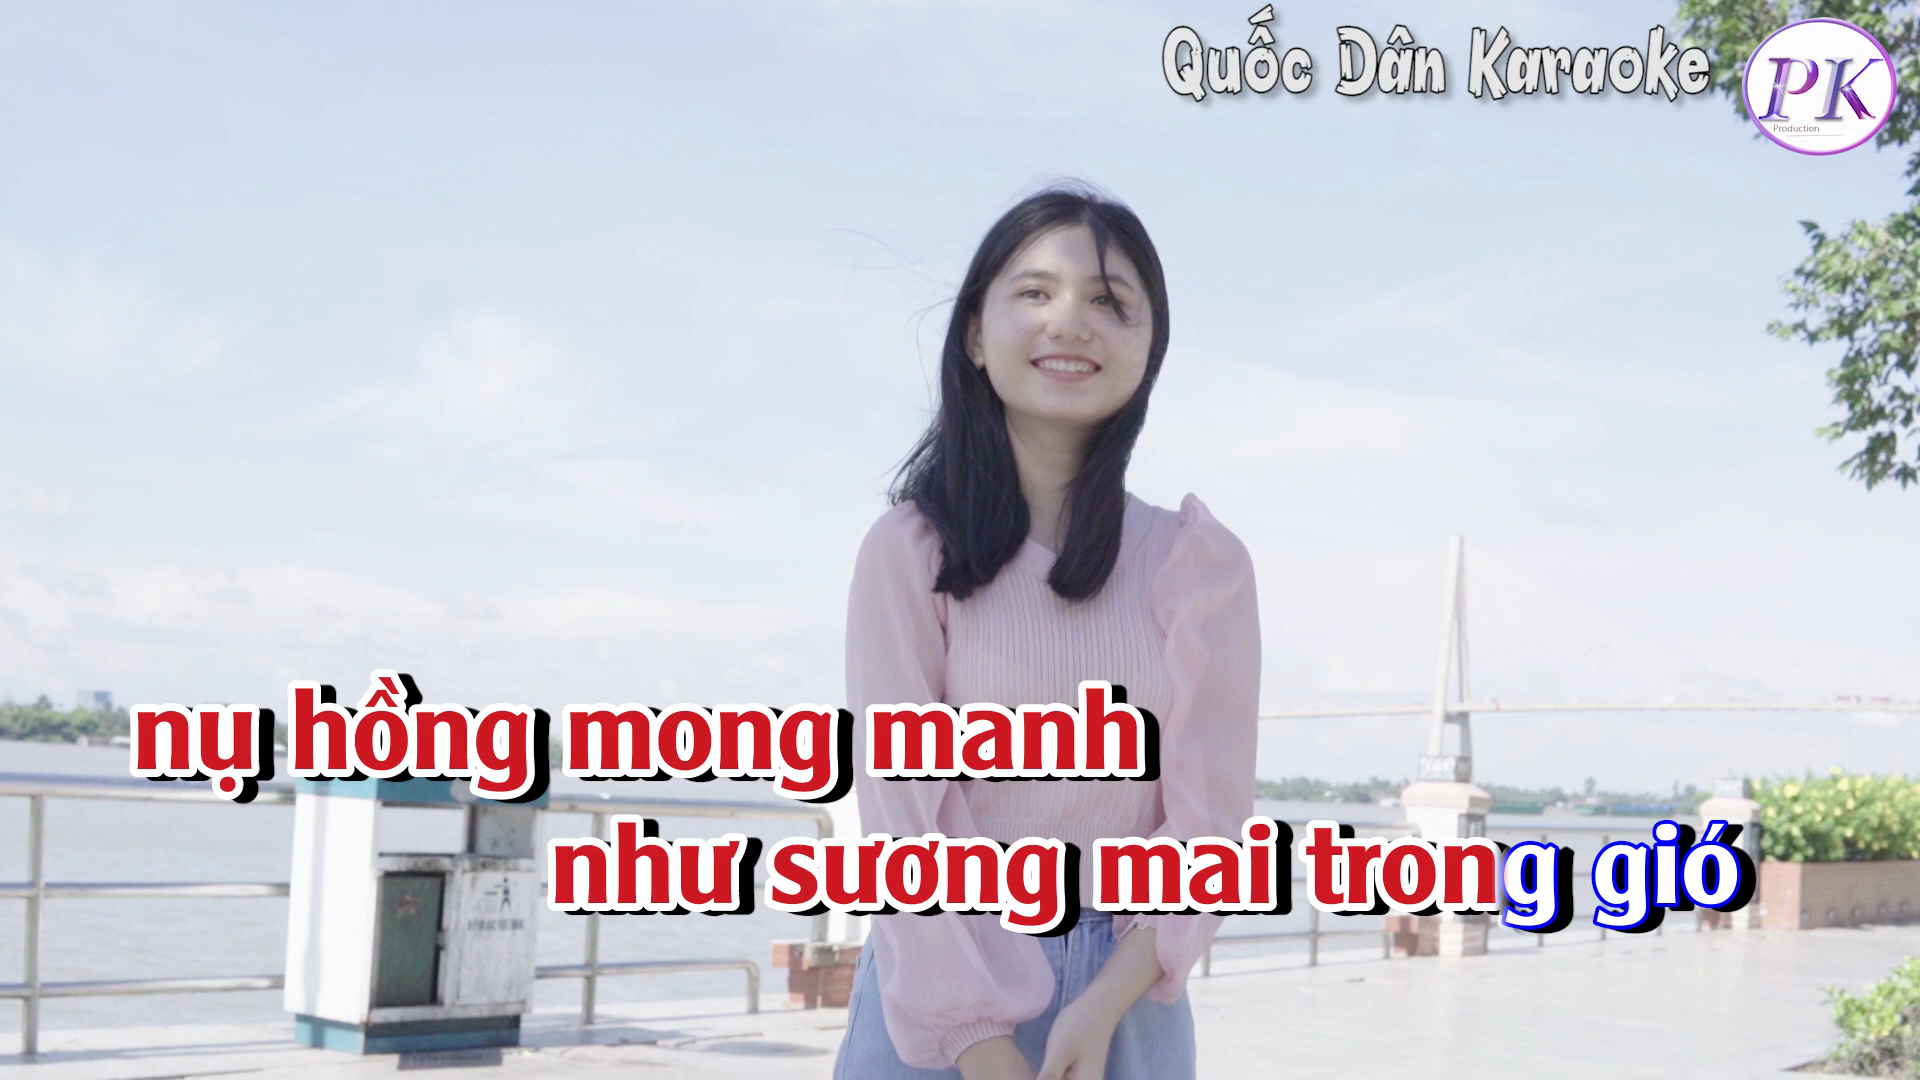 Quốc Dân Karaoke
PK
Production
nụ hồng mong manh
như sương mai trong gió